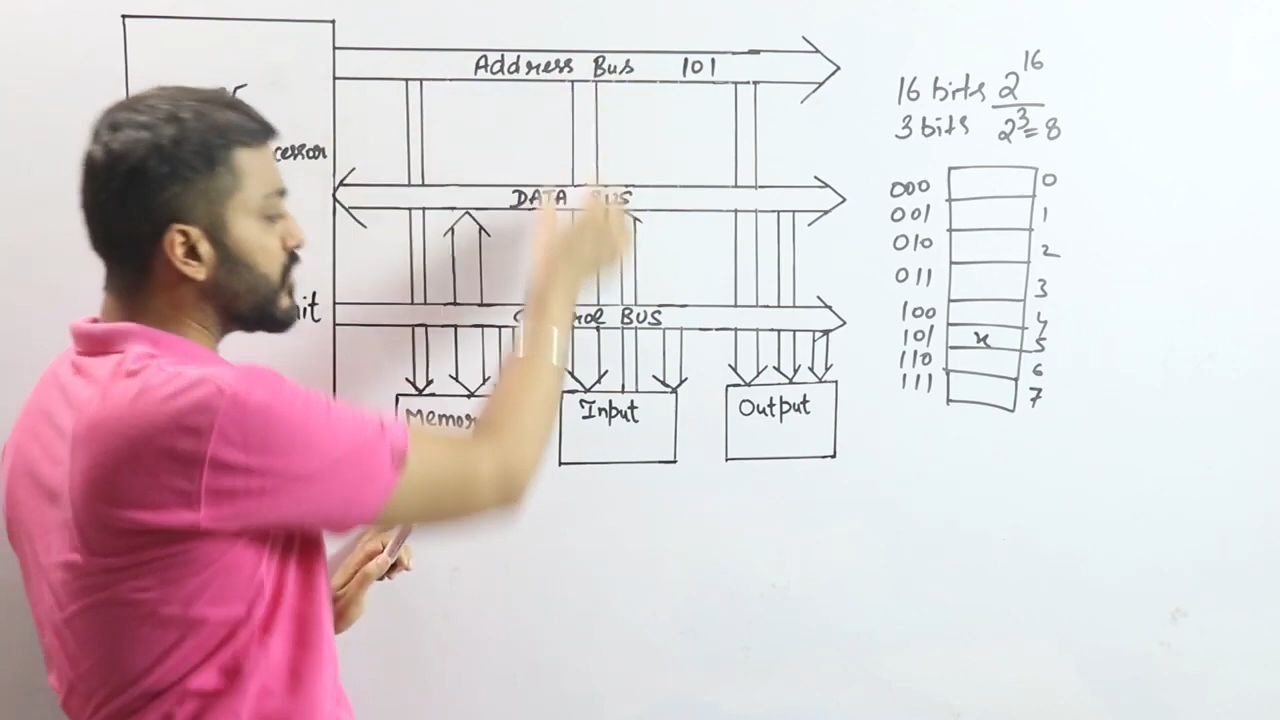 Address Bus 101
DATA BUS
BUS
Input
Output
16 bits 2^16
3 bits 2^3=8
000 0
001 1
010 2
011 3
100 4
101 x 5
110 6
111 7